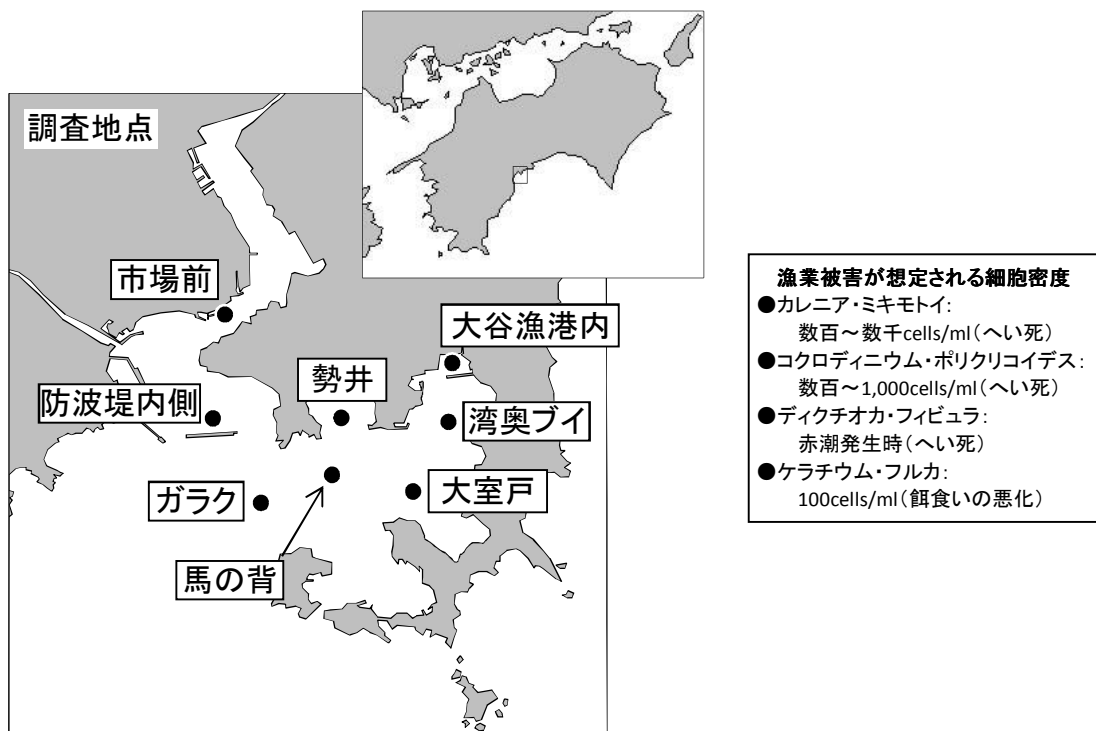 調査地点
市場前
大谷漁港内
勢井
防波堤内側
湾奥ブイ
ガラク
大室戸
馬の背
漁業被害が想定される細胞密度
●カレニア・ミキモトイ:
数百～数千cells/ml(へい死)
●コクロディニウム・ポリクリコイデス:
数百～1,000cells/ml(へい死)
●ディクチオカ・フィビュラ:
赤潮発生時(へい死)
●ケラチウム・フルカ:
100cells/ml(餌食いの悪化)